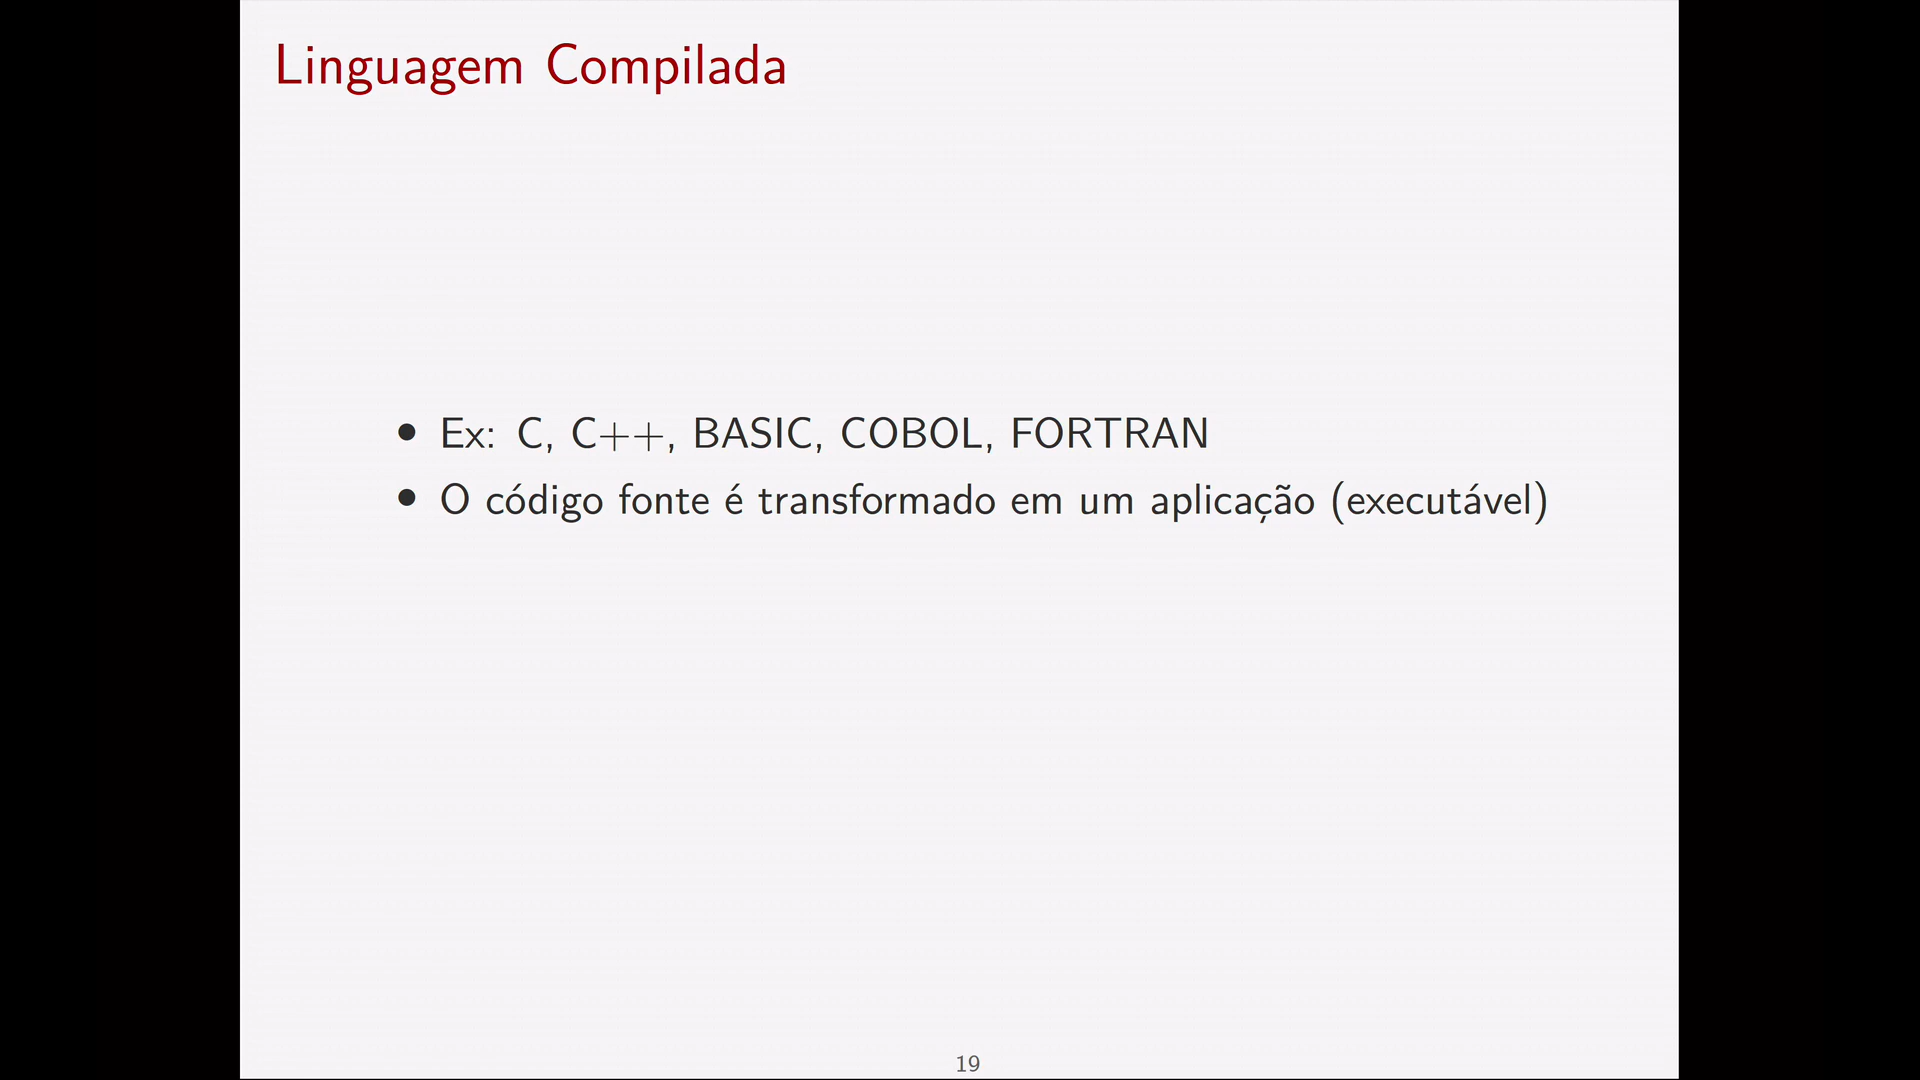 Linguagem Compilada
• Ex: C, C++, BASIC, COBOL, FORTRAN
• O código fonte é transformado em um aplicação (executável)
19